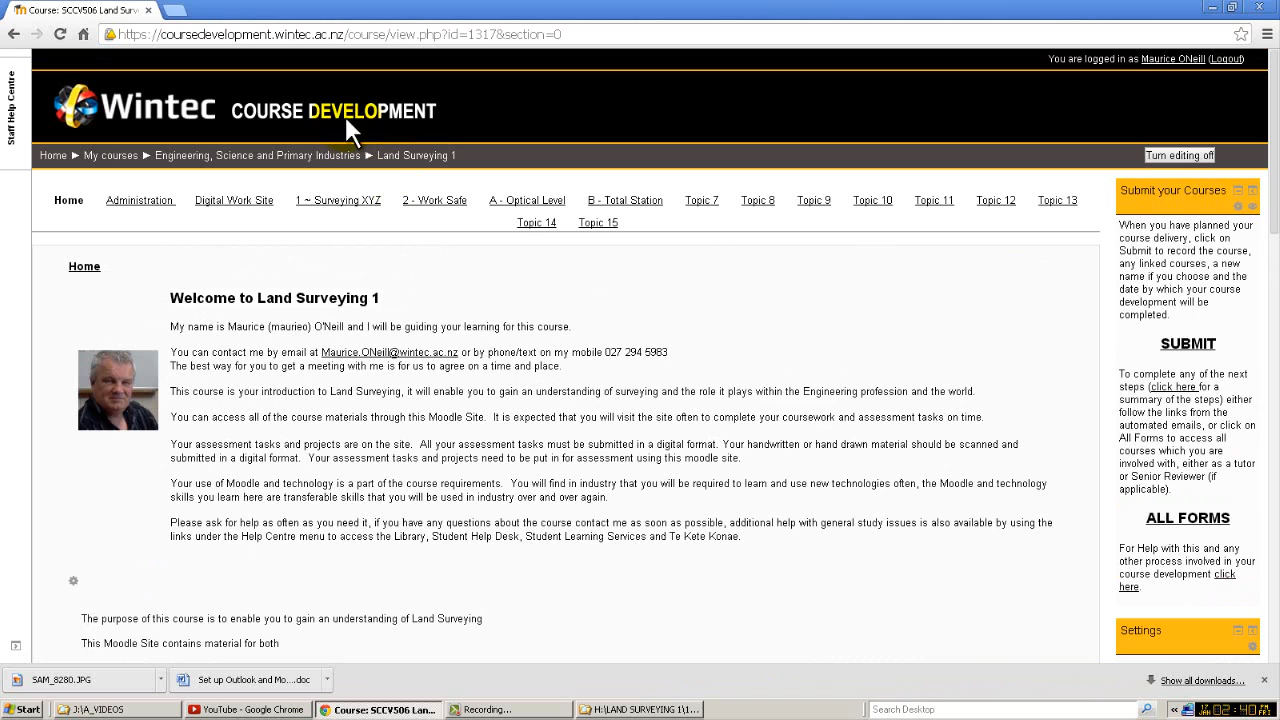 Course: SCCV506 Land Surv
https://coursedevelopment.wintec.ac.nz/course/view.php?id=1317&section=0
Staff Help Centre
You are logged in as Maurice ONeill (Logout)
Wintec COURSE DEVELOPMENT
Home ► My courses ► Engineering, Science and Primary Industries ► Land Surveying 1
Turn editing off
Home Administration Digital Work Site 1 ~ Surveying XYZ 2 - Work Safe A - Optical Level B - Total Station Topic 7 Topic 8 Topic 9 Topic 10 Topic 11 Topic 12 Topic 13
Topic 14 Topic 15
Home
Welcome to Land Surveying 1
My name is Maurice (maurieo) O'Neill and I will be guiding your learning for this course.
You can contact me by email at Maurice.ONeill@wintec.ac.nz or by phone/text on my mobile 027 294 5983
The best way for you to get a meeting with me is for us to agree on a time and place.
This course is your introduction to Land Surveying, it will enable you to gain an understanding of surveying and the role it plays within the Engineering profession and the world.
You can access all of the course materials through this Moodle Site. It is expected that you will visit the site often to complete your coursework and assessment tasks on time.
Your assessment tasks and projects are on the site. All your assessment tasks must be submitted in a digital format. Your handwritten or hand drawn material should be scanned and
submitted in a digital format. Your assessment tasks and projects need to be put in for assessment using this moodle site.
Your use of Moodle and technology is a part of the course requirements. You will find in industry that you will be required to learn and use new technologies often, the Moodle and technology
skills you learn here are transferable skills that you will be used in industry over and over again.
Please ask for help as often as you need it, if you have any questions about the course contact me as soon as possible, additional help with general study issues is also available by using the
links under the Help Centre menu to access the Library, Student Help Desk, Student Learning Services and Te Kete Konae.
The purpose of this course is to enable you to gain an understanding of Land Surveying
This Moodle Site contains material for both
Submit your Courses
When you have planned your
course delivery, click on
Submit to record the course,
any linked courses, a new
name if you choose and the
date by which your course
development will be
completed.
SUBMIT
To complete any of the next
steps (click here for a
summary of the steps) either
follow the links from the
automated emails, or click on
All Forms to access all
courses which you are
involved with, either as a tutor
or Senior Reviewer (if
applicable).
ALL FORMS
For Help with this and any
other process involved in your
course development click
here.
Settings
SAM_8280.JPG Set up Outlook and Mo....doc Show all downloads...
Start J:\A_VIDEOS YouTube - Google Chrome Course: SCCV506 Lan... Recording... H:\LAND SURVEYING 1\1... Search Desktop 17 JAN 02:40 PM FRI